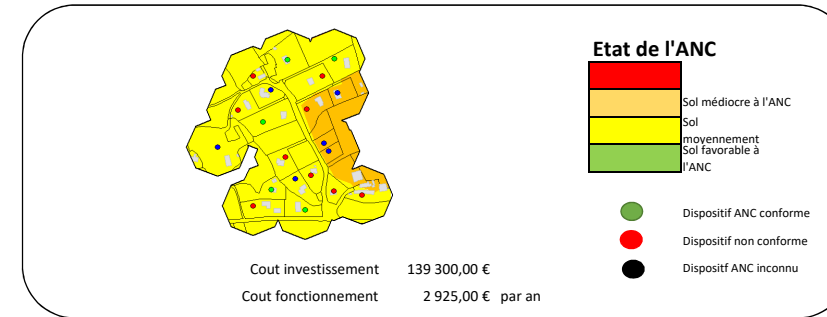 Etat de l'ANC
Sol médiocre à l'ANC
Sol
moyennement
Sol favorable à
l'ANC
Dispositif ANC conforme
Dispositif non conforme
Dispositf ANC inconnu
Cout investissement 139 300,00 €
Cout fonctionnement 2 925,00 € par an